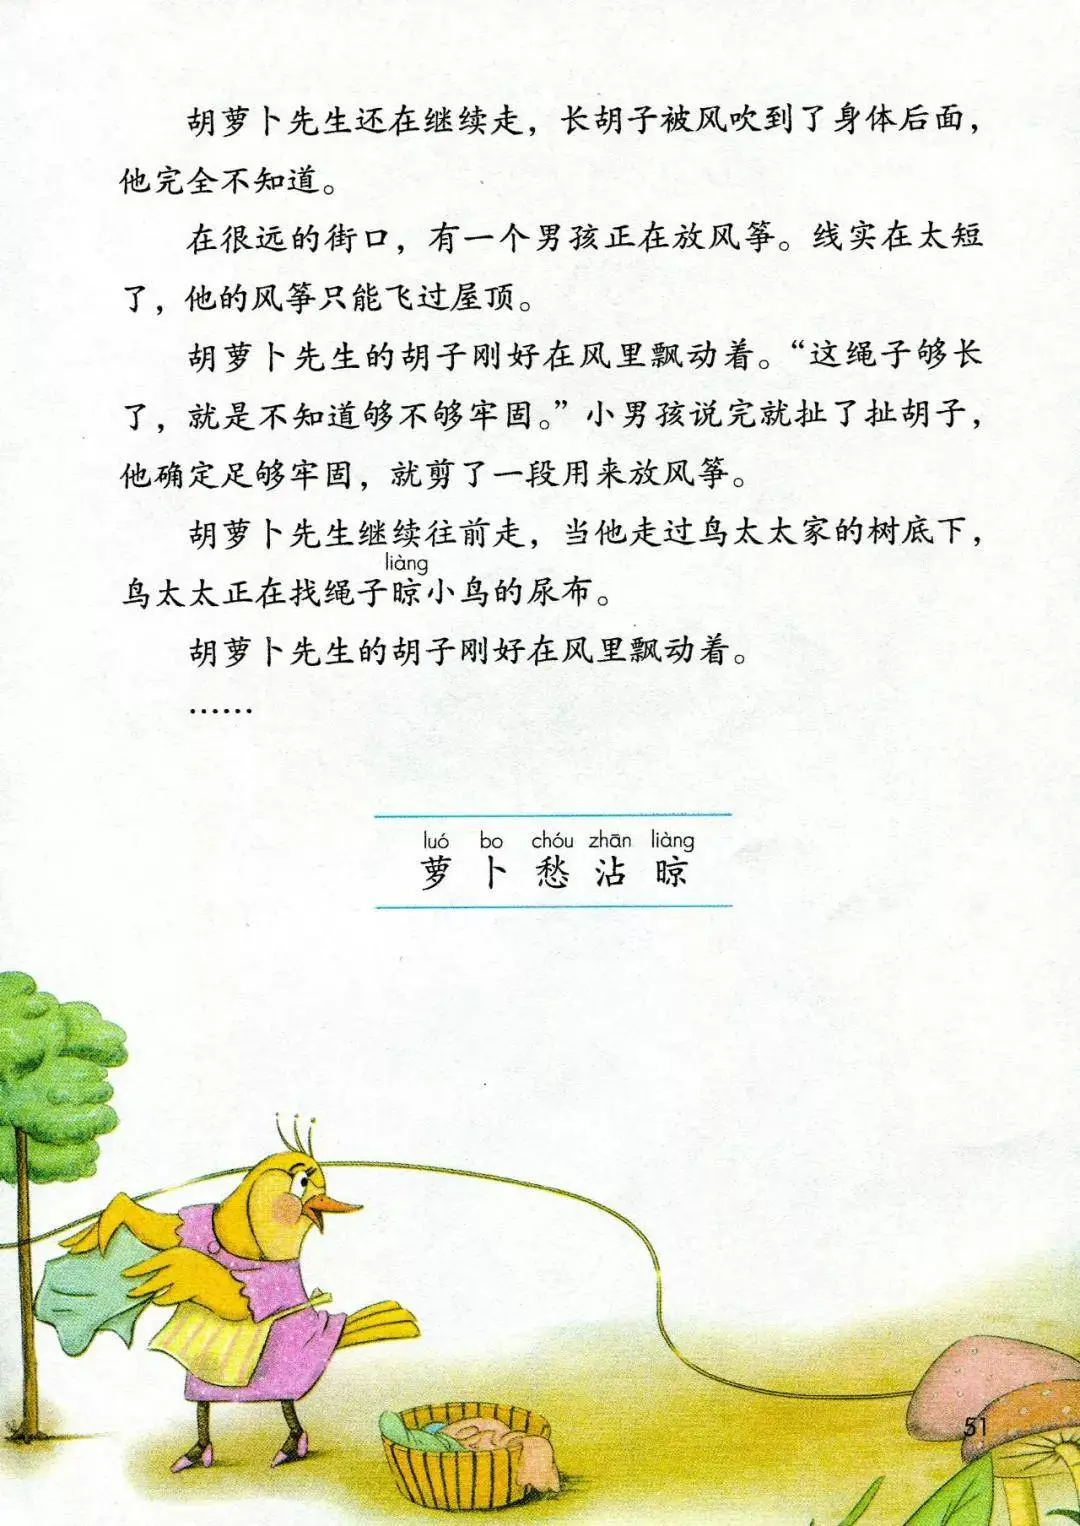 胡萝卜先生还在继续走，长胡子被风吹到了身体后面，
他完全不知道。
在很远的街口，有一个男孩正在放风筝。线实在太短
了，他的风筝只能飞过屋顶。
胡萝卜先生的胡子刚好在风里飘动着。“这绳子够长
了，就是不知道够不够牢固。”小男孩说完就扯了扯胡子，
他确定足够牢固，就剪了一段用来放风筝。
胡萝卜先生继续往前走，当他走过鸟太太家的树底下，
liàng
鸟太太正在找绳子晾小鸟的尿布。
胡萝卜先生的胡子刚好在风里飘动着。
……
luó bo chóu zhān liàng
萝 卜 愁 沾 晾
51